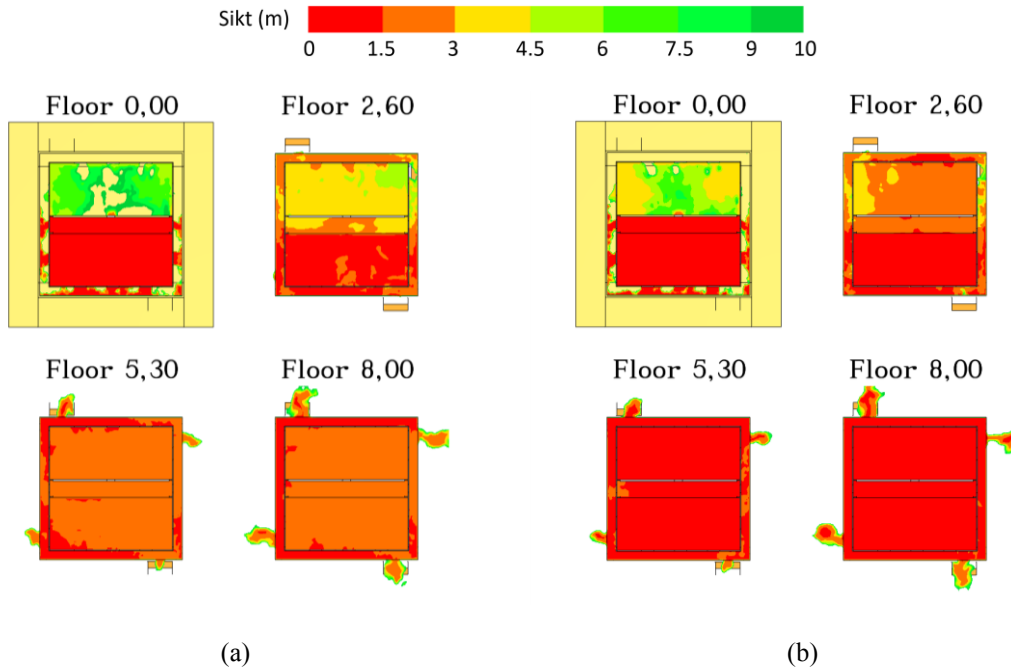 Sikt (m)
0 1.5 3 4.5 6 7.5 9 10
Floor 0,00 Floor 2,60 Floor 0,00 Floor 2,60
Floor 5,30 Floor 8,00 Floor 5,30 Floor 8,00
(a) (b)